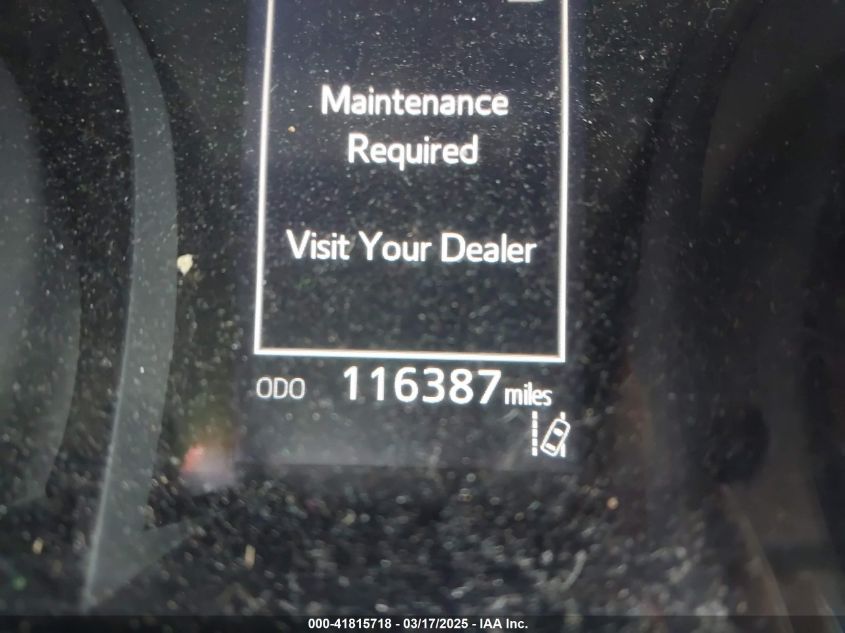 Maintenance
Required
Visit Your Dealer
ODO 116387 miles
000-41815718 - 03/17/2025 - IAA Inc.